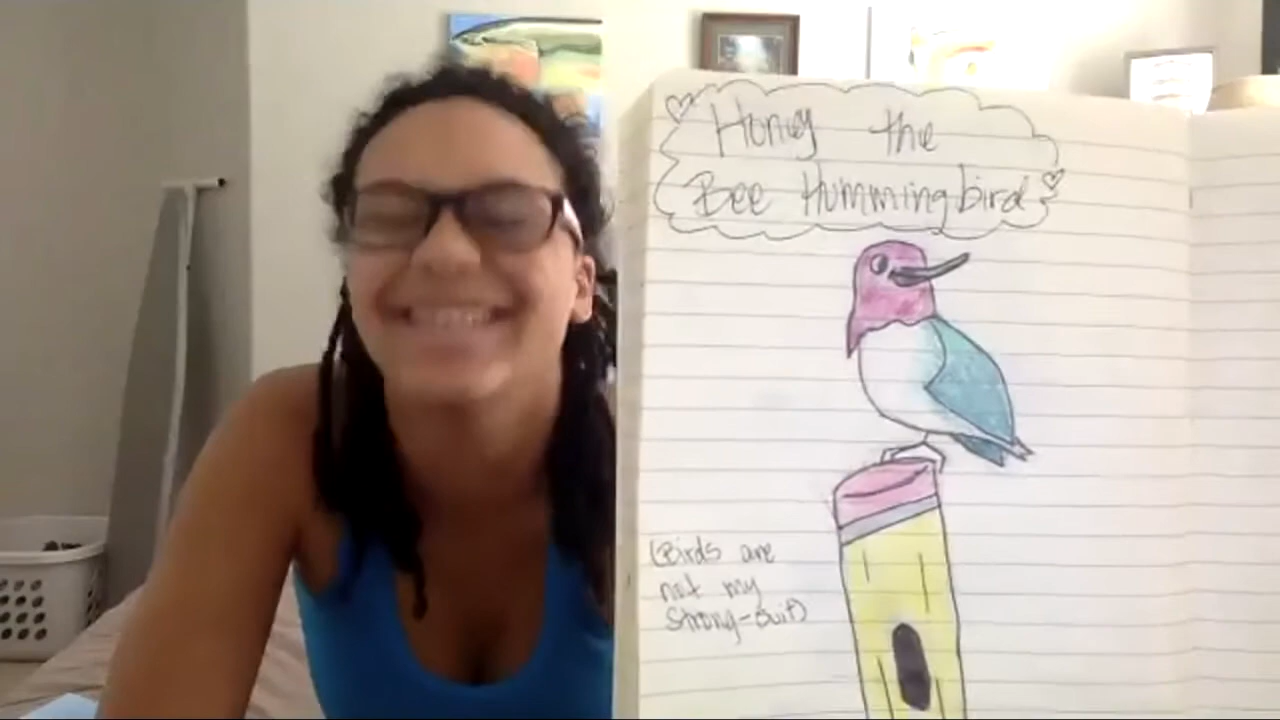 Honey the
Bee Hummingbird
(Birds are
not my
strong-suit)